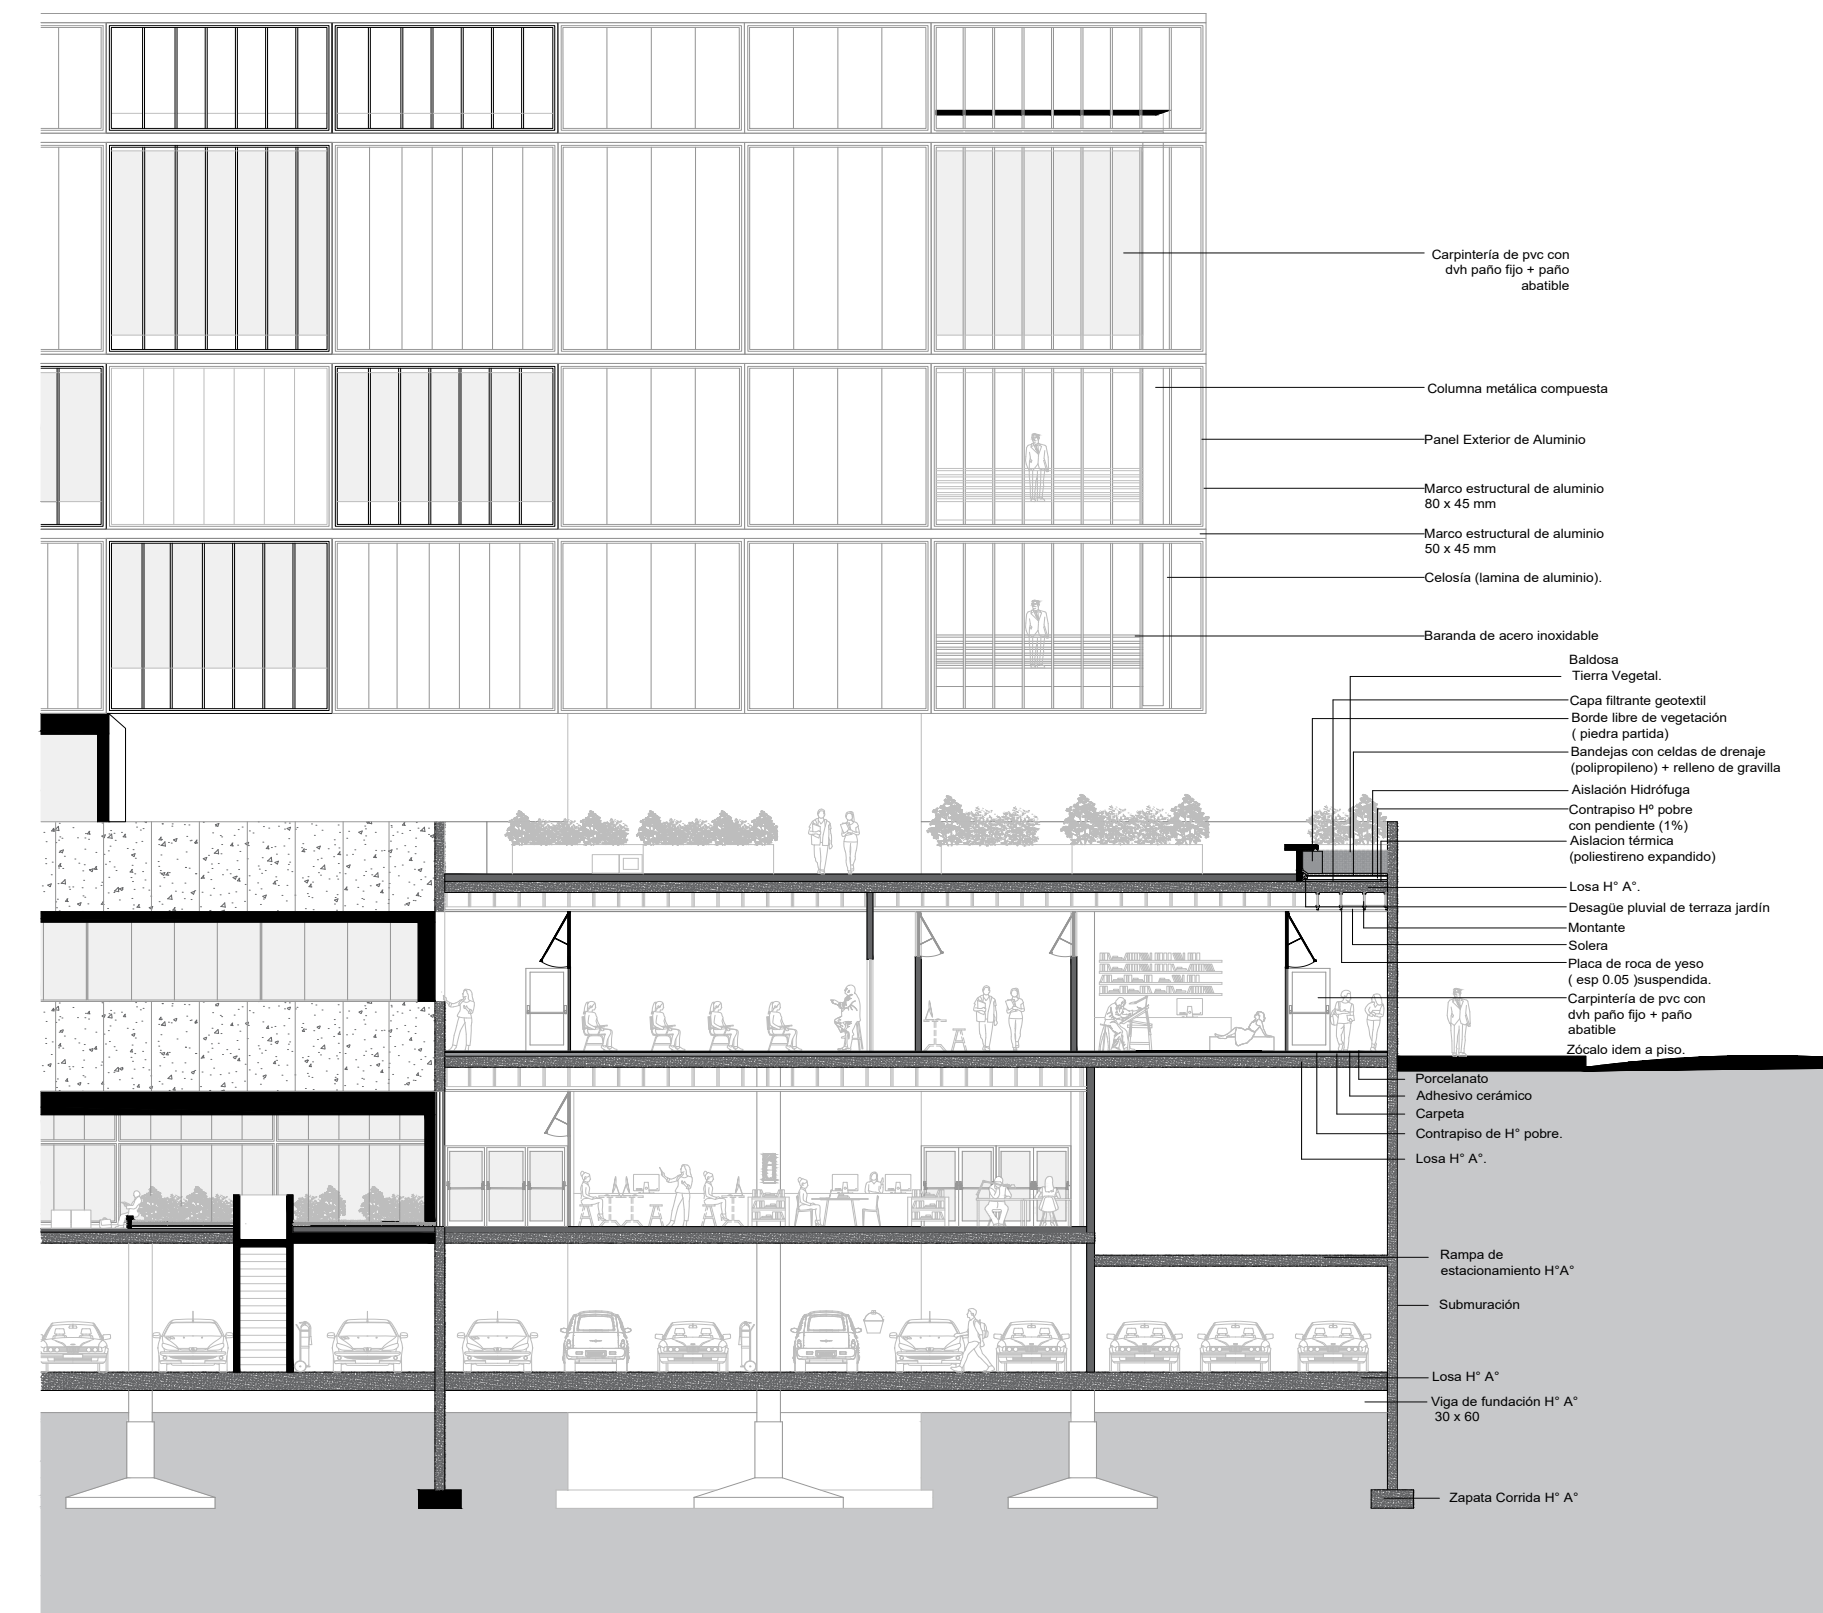 Carpintería de pvc con
dvh paño fijo + paño
abatible
Columna metálica compuesta
Panel Exterior de Aluminio
Marco estructural de aluminio
80 x 45 mm
Marco estructural de aluminio
50 x 45 mm
Celosía (lamina de aluminio).
Baranda de acero inoxidable
Baldosa
Tierra Vegetal.
Capa filtrante geotextil
Borde libre de vegetación
( piedra partida)
Bandejas con celdas de drenaje
(polipropileno) + relleno de gravilla
Aislación Hidrófuga
Contrapiso Hº pobre
con pendiente (1%)
Aislacion térmica
(poliestireno expandido)
Losa H° A°.
Desagüe pluvial de terraza jardín
Montante
Solera
Placa de roca de yeso
( esp 0.05 )suspendida.
Carpintería de pvc con
dvh paño fijo + paño
abatible
Zócalo idem a piso.
Porcelanato
Adhesivo cerámico
Carpeta
Contrapiso de H° pobre.
Losa H° A°.
Rampa de
estacionamiento H°A°
Submuración
Losa H° A°
Viga de fundación H° A°
30 x 60
Zapata Corrida H° A°